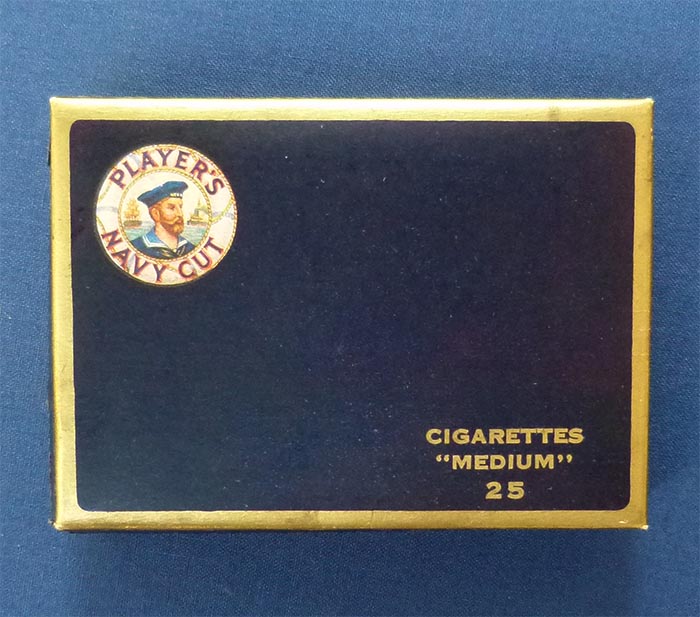 PLAYER'S
NAVY CUT
CIGARETTES
"MEDIUM"
25